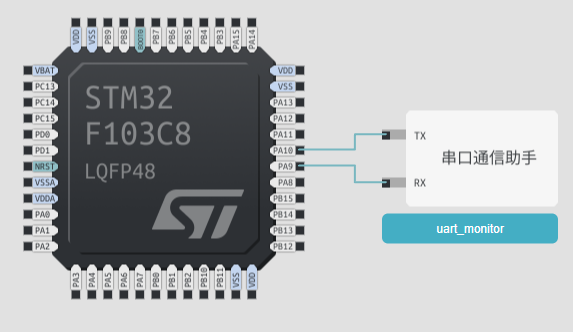 VDD
VSS
PB9
PB8
BOOT0
PB7
PB6
PB5
PB4
PB3
PA15
PA14
VBAT
PC13
PC14
PC15
PD0
PD1
NRST
VSSA
VDDA
PA0
PA1
PA2
STM32
F103C8
LQFP48
VDD
VSS
PA13
PA12
PA11
PA10
PA9
PA8
PB15
PB14
PB13
PB12
PA3
PA4
PA5
PA6
PA7
PB0
PB1
PB2
PB10
PB11
VSS
VDD
TX
串口通信助手
RX
uart_monitor